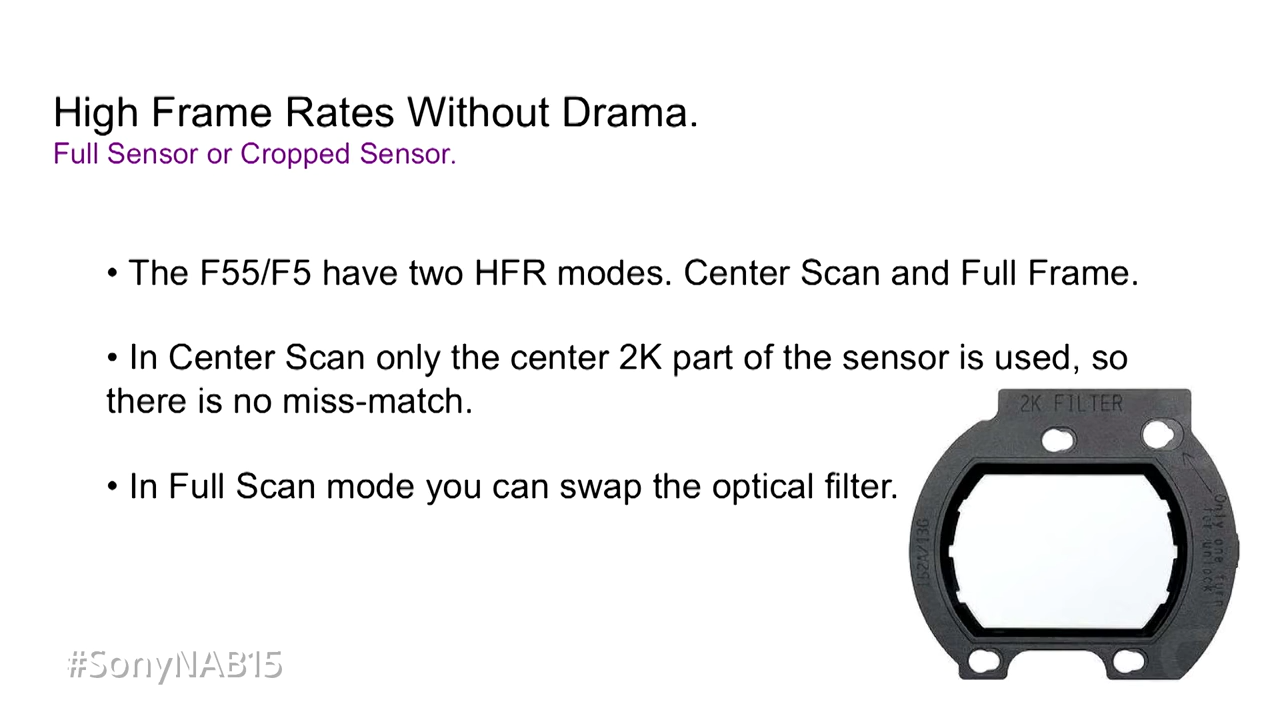 High Frame Rates Without Drama.
Full Sensor or Cropped Sensor.
• The F55/F5 have two HFR modes. Center Scan and Full Frame.
• In Center Scan only the center 2K part of the sensor is used, so
there is no miss-match.
• In Full Scan mode you can swap the optical filter.
2K FILTER
Only one turn
for unlock
#SonyNAB15